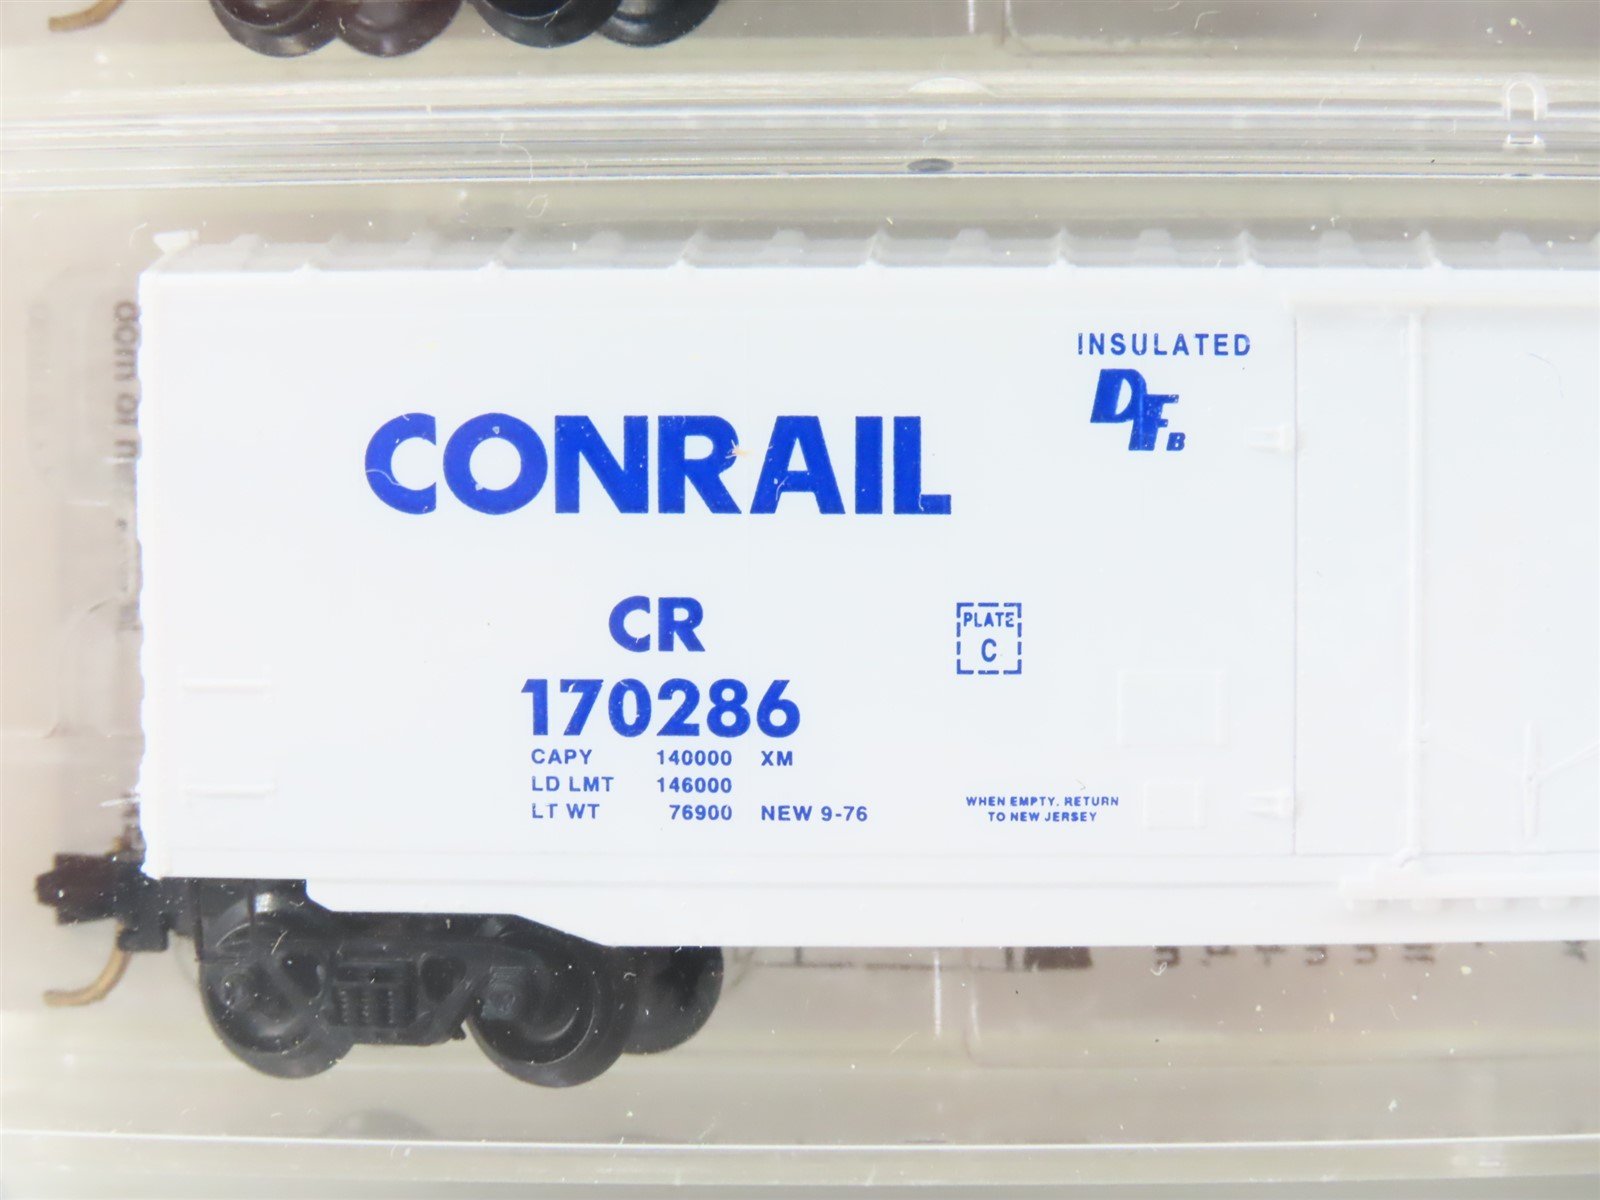 INSULATED
DFB
CONRAIL
CR
170286
PLATE
C
CAPY 140000 XM
LD LMT 146000
LT WT 76900 NEW 9-76
WHEN EMPTY. RETURN
TO NEW JERSEY